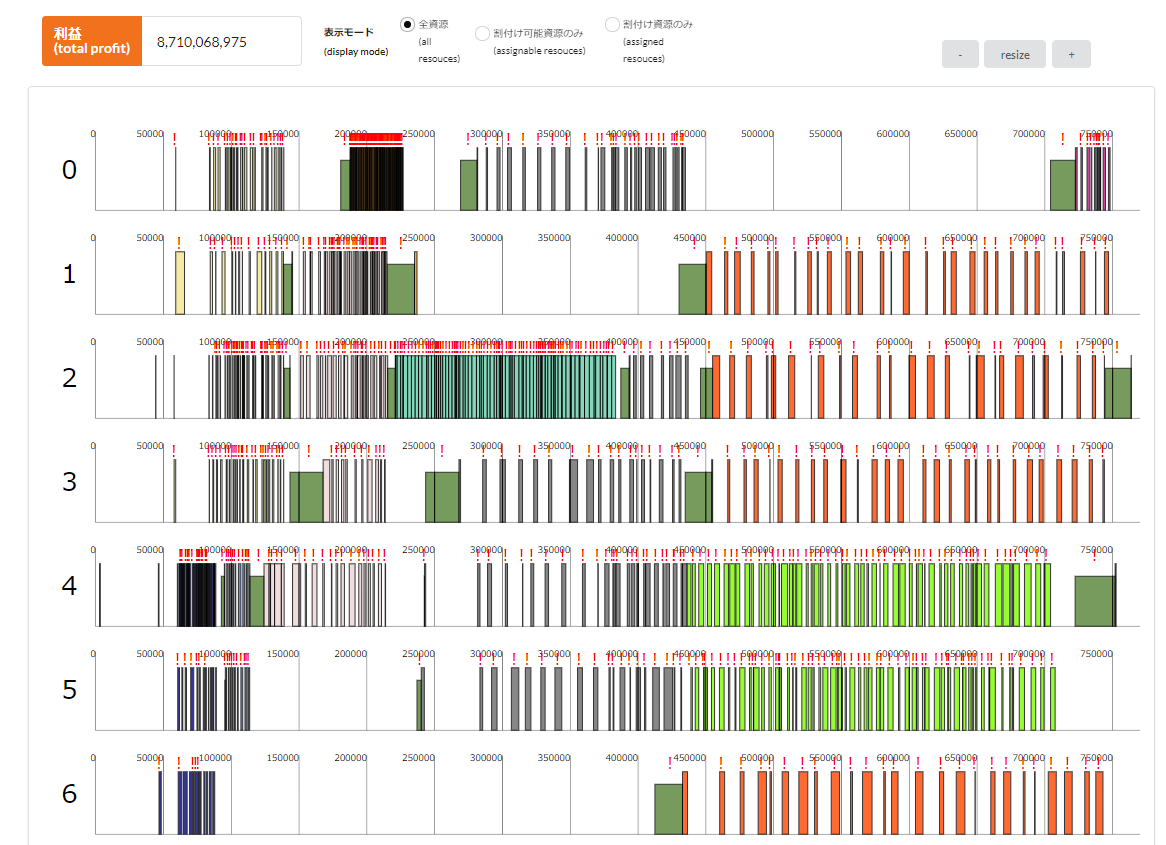 利益
(total profit)
8,710,068,975
表示モード
(display mode)
全資源
(all
resouces)
割付け可能資源のみ
(assignable resouces)
割付け資源のみ
(assigned
resouces)
- resize +
0 50000 100000 150000 200000 250000 300000 350000 400000 450000 500000 550000 600000 650000 700000 750000
0
0 50000 100000 150000 200000 250000 300000 350000 400000 450000 500000 550000 600000 650000 700000 750000
1
0 50000 100000 150000 200000 250000 300000 350000 400000 450000 500000 550000 600000 650000 700000 750000
2
0 50000 100000 150000 200000 250000 300000 350000 400000 450000 500000 550000 600000 650000 700000 750000
3
0 50000 100000 150000 200000 250000 300000 350000 400000 450000 500000 550000 600000 650000 700000 750000
4
0 50000 100000 150000 200000 250000 300000 350000 400000 450000 500000 550000 600000 650000 700000 750000
5
0 50000 100000 150000 200000 250000 300000 350000 400000 450000 500000 550000 600000 650000 700000 750000
6